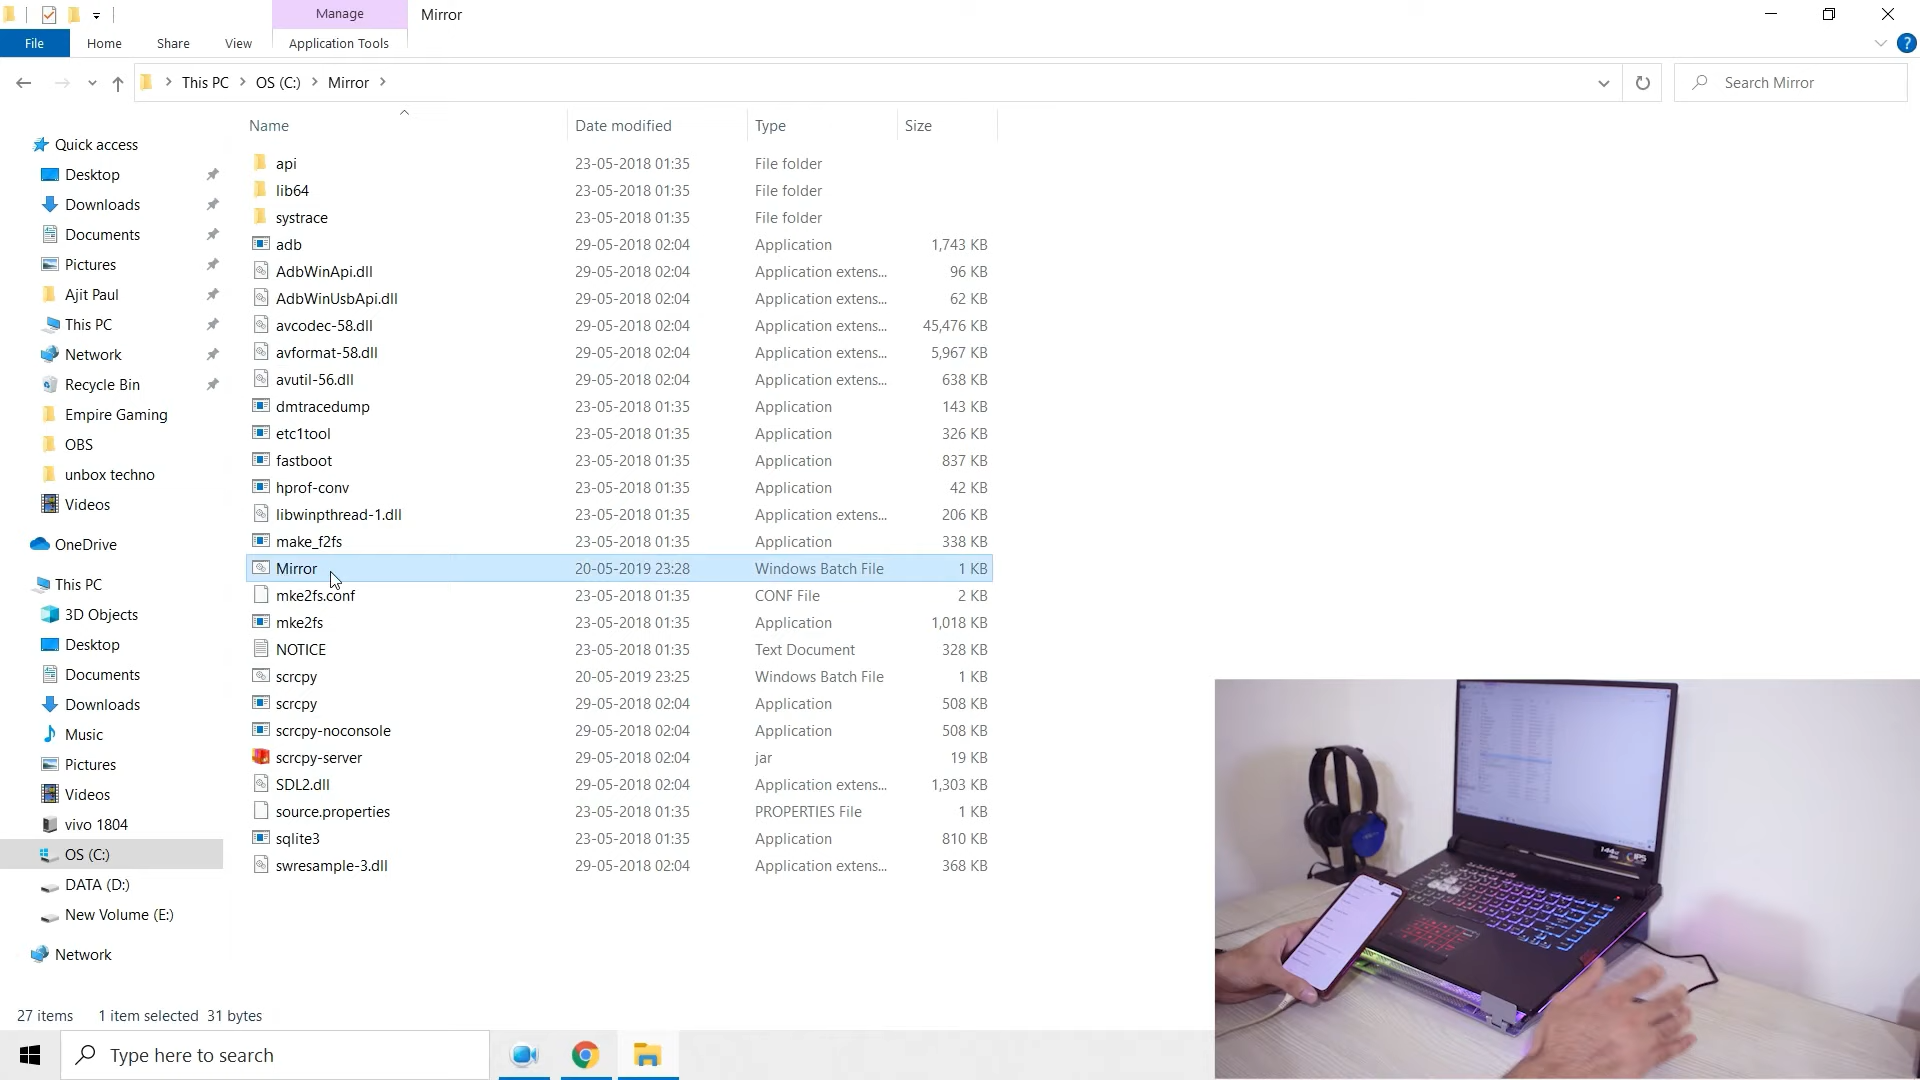 Manage
Mirror
File
Home
Share
View
Application Tools
This PC
OS (C:)
Mirror
Search Mirror
Name
Date modified
Type
Size
Quick access
Desktop
Downloads
Documents
Pictures
Ajit Paul
This PC
Network
Recycle Bin
Empire Gaming
OBS
unbox techno
Videos
OneDrive
This PC
3D Objects
Desktop
Documents
Downloads
Music
Pictures
Videos
vivo 1804
OS (C:)
DATA (D:)
New Volume (E:)
Network
api 23-05-2018 01:35 File folder
lib64 23-05-2018 01:35 File folder
systrace 23-05-2018 01:35 File folder
adb 29-05-2018 02:04 Application 1,743 KB
AdbWinApi.dll 29-05-2018 02:04 Application extens... 96 KB
AdbWinUsbApi.dll 29-05-2018 02:04 Application extens... 62 KB
avcodec-58.dll 29-05-2018 02:04 Application extens... 45,476 KB
avformat-58.dll 29-05-2018 02:04 Application extens... 5,967 KB
avutil-56.dll 29-05-2018 02:04 Application extens... 638 KB
dmtracedump 23-05-2018 01:35 Application 143 KB
etc1tool 23-05-2018 01:35 Application 326 KB
fastboot 23-05-2018 01:35 Application 837 KB
hprof-conv 23-05-2018 01:35 Application 42 KB
libwinpthread-1.dll 23-05-2018 01:35 Application extens... 206 KB
make_f2fs 23-05-2018 01:35 Application 338 KB
Mirror 20-05-2019 23:28 Windows Batch File 1 KB
mke2fs.conf 23-05-2018 01:35 CONF File 2 KB
mke2fs 23-05-2018 01:35 Application 1,018 KB
NOTICE 23-05-2018 01:35 Text Document 328 KB
scrcpy 20-05-2019 23:25 Windows Batch File 1 KB
scrcpy 29-05-2018 02:04 Application 508 KB
scrcpy-noconsole 29-05-2018 02:04 Application 508 KB
scrcpy-server 29-05-2018 02:04 jar 19 KB
SDL2.dll 29-05-2018 02:04 Application extens... 1,303 KB
source.properties 23-05-2018 01:35 PROPERTIES File 1 KB
sqlite3 23-05-2018 01:35 Application 810 KB
swresample-3.dll 29-05-2018 02:04 Application extens... 368 KB
27 items 1 item selected 31 bytes
Type here to search